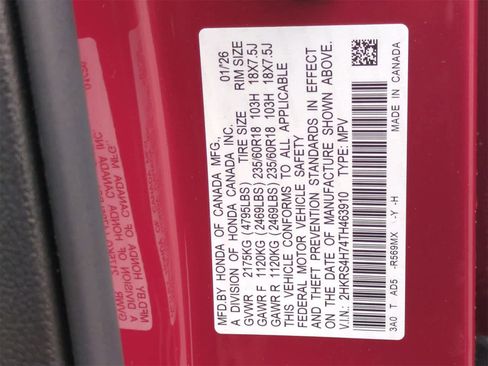 MFD.BY HONDA OF CANADA MFG., 01/26
A DIVISION OF HONDA CANADA INC.
TIRE SIZE RIM SIZE
GVWR 2175KG (4795LBS)
GAWR F 1120KG (2469LBS) 235/60R18 103H 18X7.5J
GAWR R 1120KG (2469LBS) 235/60R18 103H 18X7.5J
THIS VEHICLE CONFORMS TO ALL APPLICABLE
FEDERAL MOTOR VEHICLE SAFETY
AND THEFT PREVENTION STANDARDS IN EFFECT
ON THE DATE OF MANUFACTURE SHOWN ABOVE.
V.I.N.: 2HKRS4H74TH463910 TYPE: MPV
3A0 T AD5 -R569MX -Y -H MADE IN CANADA